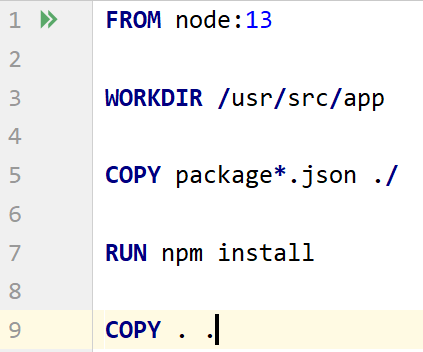 1 FROM node:13
2
3 WORKDIR /usr/src/app
4
5 COPY package*.json ./
6
7 RUN npm install
8
9 COPY . .